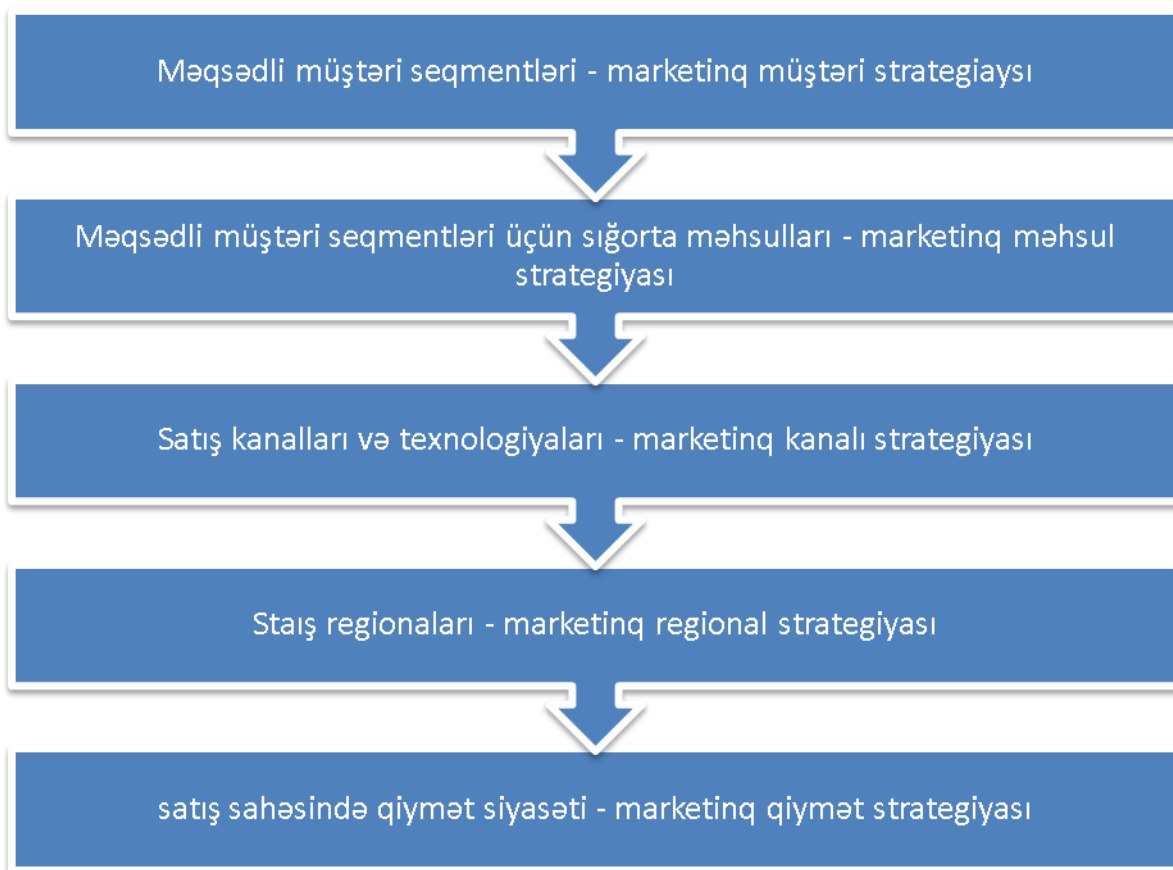 Məqsədli müştəri seqmentləri - marketinq müştəri strategiaysı
Məqsədli müştəri seqmentləri üçün sığorta məhsulları - marketinq məhsul
strategiyası
Satış kanalları və texnologiyaları - marketinq kanalı strategiyası
Staış regionaları - marketinq regional strategiyası
satış sahəsində qiymət siyasəti - marketinq qiymət strategiyası